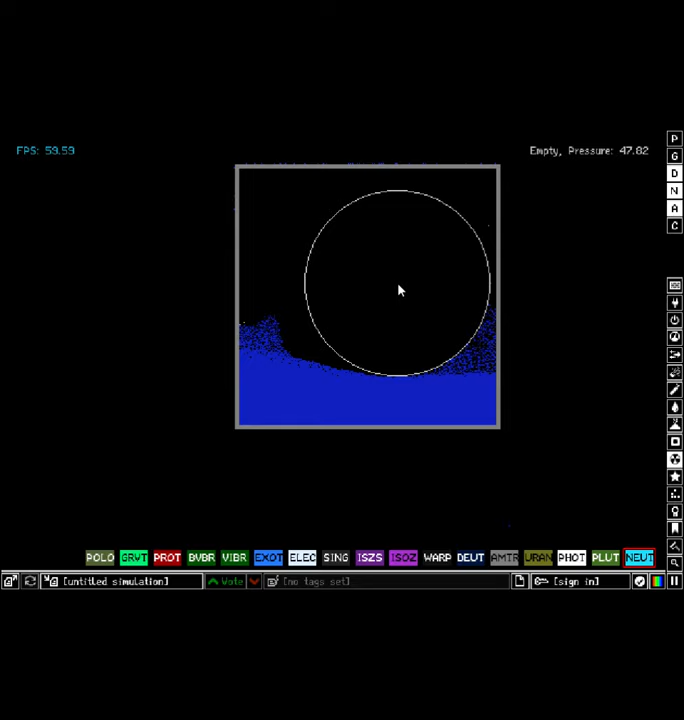 FPS: 59.59
Empty, Pressure: 47.82
P
G
D
N
A
C
POLO GRVT PROT BVBR VIBR EXOT ELEC SING ISZS ISOZ WARP DEUT AMTR URAN PHOT PLUT NEUT
[untitled simulation] Vote [no tags set] [sign in]